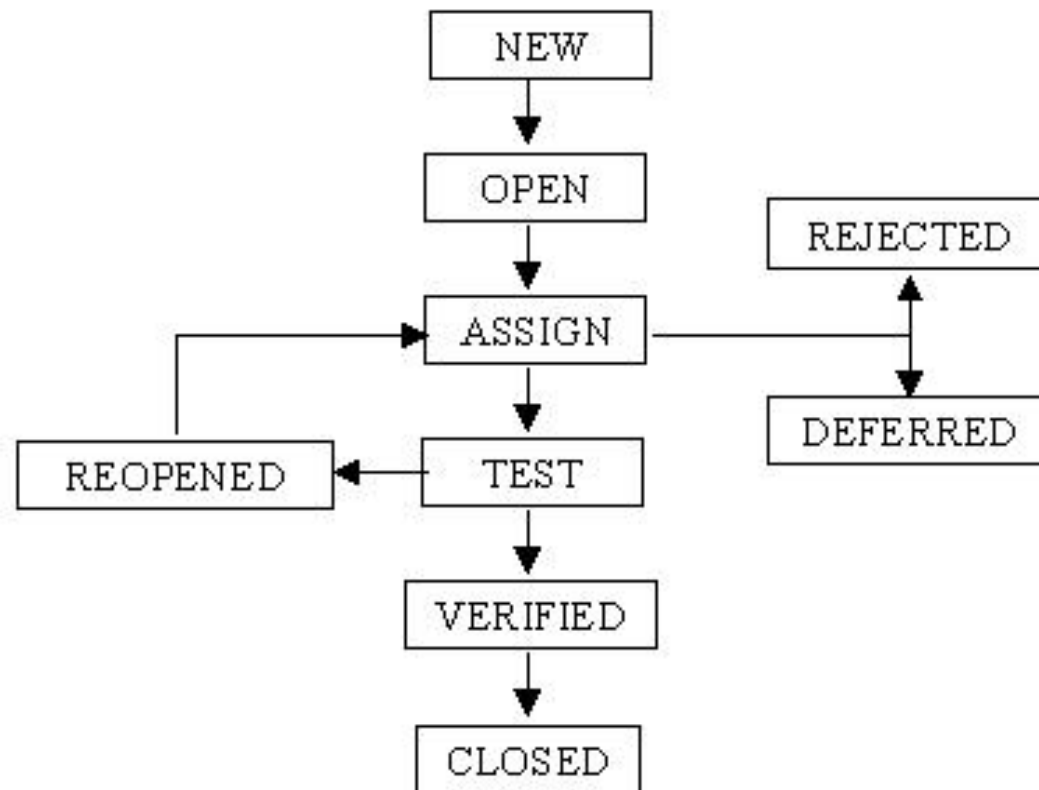 NEW
OPEN
REJECTED
ASSIGN
DEFERRED
REOPENED
TEST
VERIFIED
CLOSED